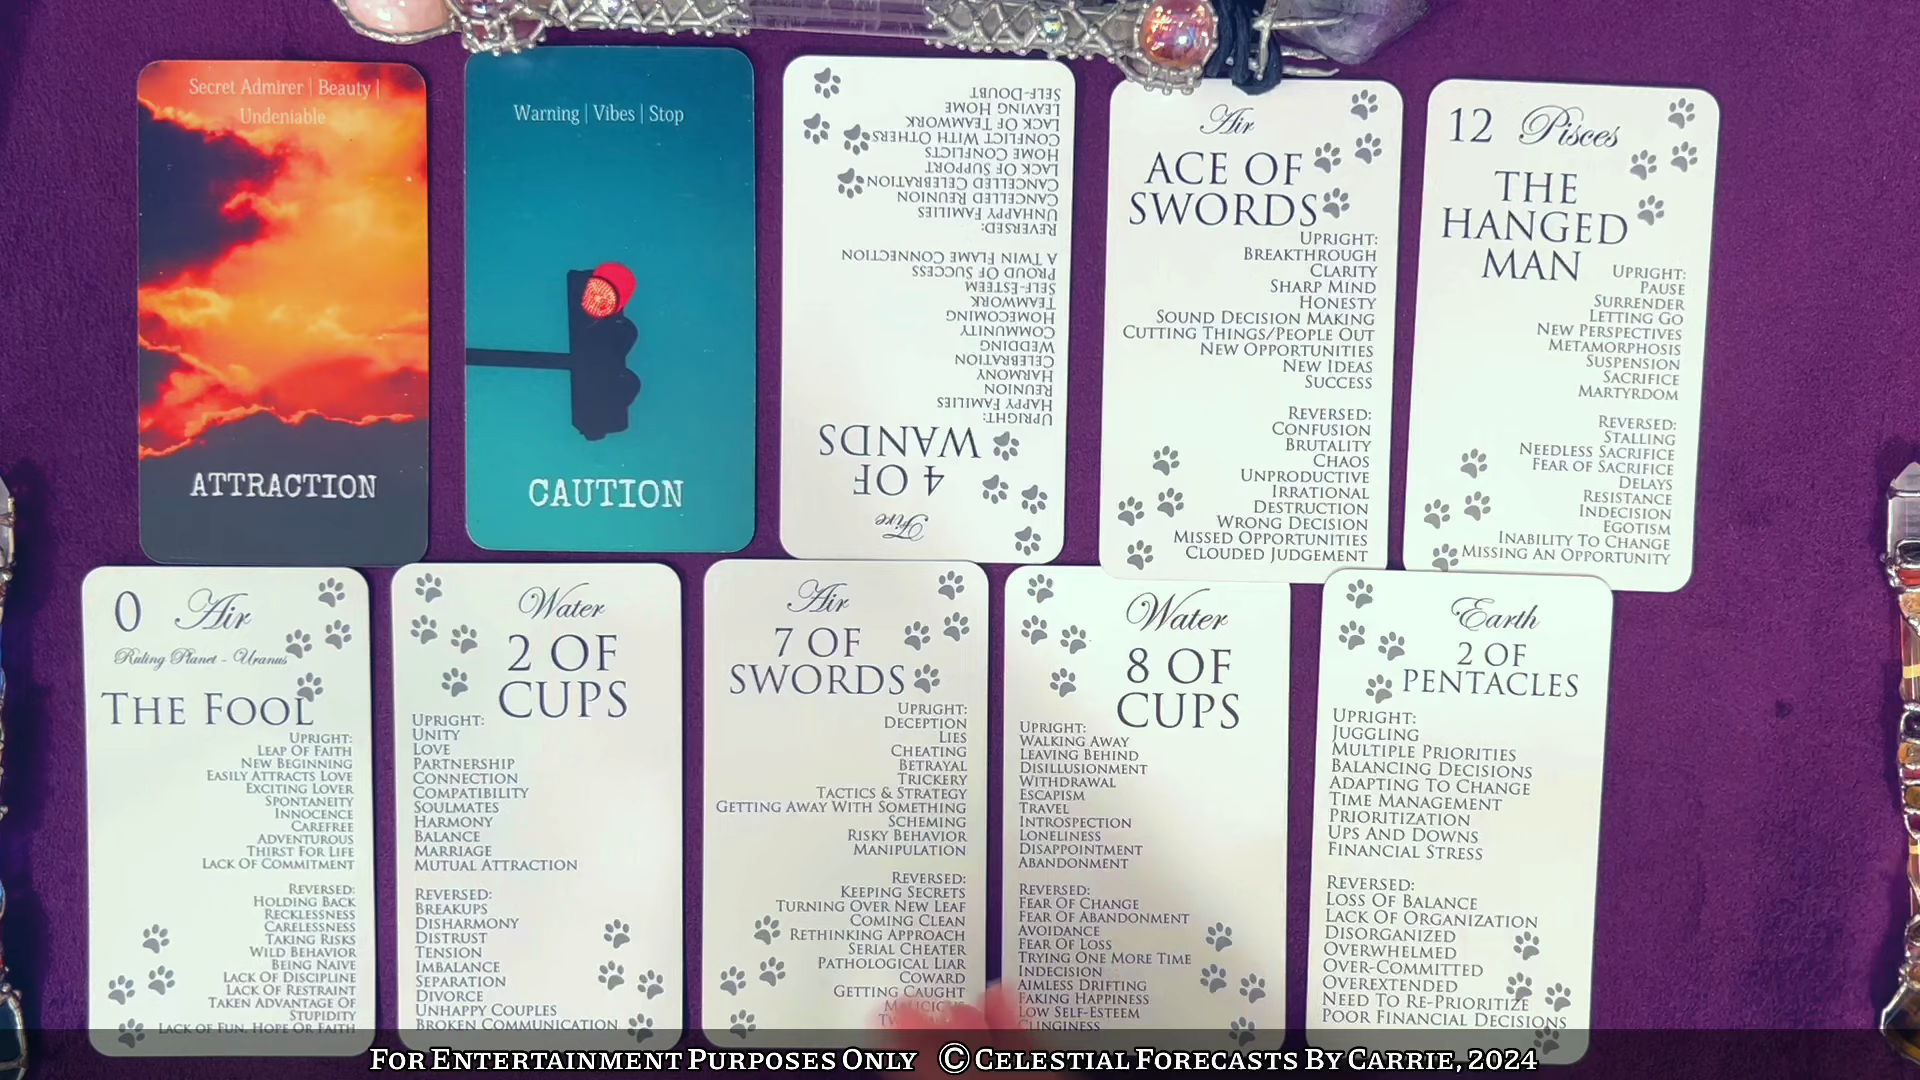 Secret Admirer | Beauty |
Undeniable
ATTRACTION
Warning | Vibes | Stop
CAUTION
Fire
4 OF
WANDS
UPRIGHT:
HAPPY FAMILIES
REUNION
HARMONY
CELEBRATION
WEDDING
COMMUNITY
HOMECOMING
TEAMWORK
SELF-ESTEEM
PROUD OF SUCCESS
A TWIN FLAME CONNECTION
REVERSED:
UNHAPPY FAMILIES
CANCELLED REUNION
CANCELLED CELEBRATION
LACK OF SUPPORT
HOME CONFLICTS
CONFLICT WITH OTHERS
LACK OF TEAMWORK
LEAVING HOME
SELF-DOUBT
Air
ACE OF
SWORDS
UPRIGHT:
BREAKTHROUGH
CLARITY
SHARP MIND
HONESTY
SOUND DECISION MAKING
CUTTING THINGS/PEOPLE OUT
NEW OPPORTUNITIES
NEW IDEAS
SUCCESS
REVERSED:
CONFUSION
BRUTALITY
CHAOS
UNPRODUCTIVE
IRRATIONAL
DESTRUCTION
WRONG DECISION
MISSED OPPORTUNITIES
CLOUDED JUDGEMENT
12 Pisces
THE
HANGED
MAN
UPRIGHT:
PAUSE
SURRENDER
LETTING GO
NEW PERSPECTIVES
METAMORPHOSIS
SUSPENSION
SACRIFICE
MARTYRDOM
REVERSED:
STALLING
NEEDLESS SACRIFICE
FEAR OF SACRIFICE
DELAYS
RESISTANCE
INDECISION
EGOTISM
INABILITY TO CHANGE
MISSING AN OPPORTUNITY
0 Air
Ruling Planet - Uranus
THE FOOL
UPRIGHT:
LEAP OF FAITH
NEW BEGINNING
EASILY ATTRACTS LOVE
EXCITING LOVER
SPONTANEITY
INNOCENCE
CAREFREE
ADVENTUROUS
THIRST FOR LIFE
LACK OF COMMITMENT
REVERSED:
HOLDING BACK
RECKLESSNESS
CARELESSNESS
TAKING RISKS
WILD BEHAVIOR
BEING NAIVE
LACK OF DISCIPLINE
LACK OF RESTRAINT
TAKEN ADVANTAGE OF
STUPIDITY
LACK OF FUN, HOPE OR FAITH
Water
2 OF
CUPS
UPRIGHT:
UNITY
LOVE
PARTNERSHIP
CONNECTION
COMPATIBILITY
SOULMATES
HARMONY
BALANCE
MARRIAGE
MUTUAL ATTRACTION
REVERSED:
BREAKUPS
DISHARMONY
DISTRUST
TENSION
IMBALANCE
SEPARATION
DIVORCE
UNHAPPY COUPLES
BROKEN COMMUNICATION
Air
7 OF
SWORDS
UPRIGHT:
DECEPTION
LIES
CHEATING
BETRAYAL
TRICKERY
TACTICS & STRATEGY
GETTING AWAY WITH SOMETHING
SCHEMING
RISKY BEHAVIOR
MANIPULATION
REVERSED:
KEEPING SECRETS
TURNING OVER NEW LEAF
COMING CLEAN
RETHINKING APPROACH
SERIAL CHEATER
PATHOLOGICAL LIAR
COWARD
GETTING CAUGHT
MALICIOUS
Water
8 OF
CUPS
UPRIGHT:
WALKING AWAY
LEAVING BEHIND
DISILLUSIONMENT
WITHDRAWAL
ESCAPISM
TRAVEL
INTROSPECTION
LONELINESS
DISAPPOINTMENT
ABANDONMENT
REVERSED:
FEAR OF CHANGE
FEAR OF ABANDONMENT
AVOIDANCE
FEAR OF LOSS
TRYING ONE MORE TIME
INDECISION
AIMLESS DRIFTING
FAKING HAPPINESS
LOW SELF-ESTEEM
CLINGINESS
Earth
2 OF
PENTACLES
UPRIGHT:
JUGGLING
MULTIPLE PRIORITIES
BALANCING DECISIONS
ADAPTING TO CHANGE
TIME MANAGEMENT
PRIORITIZATION
UPS AND DOWNS
FINANCIAL STRESS
REVERSED:
LOSS OF BALANCE
LACK OF ORGANIZATION
DISORGANIZED
OVERWHELMED
OVER-COMMITTED
OVEREXTENDED
NEED TO RE-PRIORITIZE
POOR FINANCIAL DECISIONS
FOR ENTERTAINMENT PURPOSES ONLY © CELESTIAL FORECASTS BY CARRIE, 2024